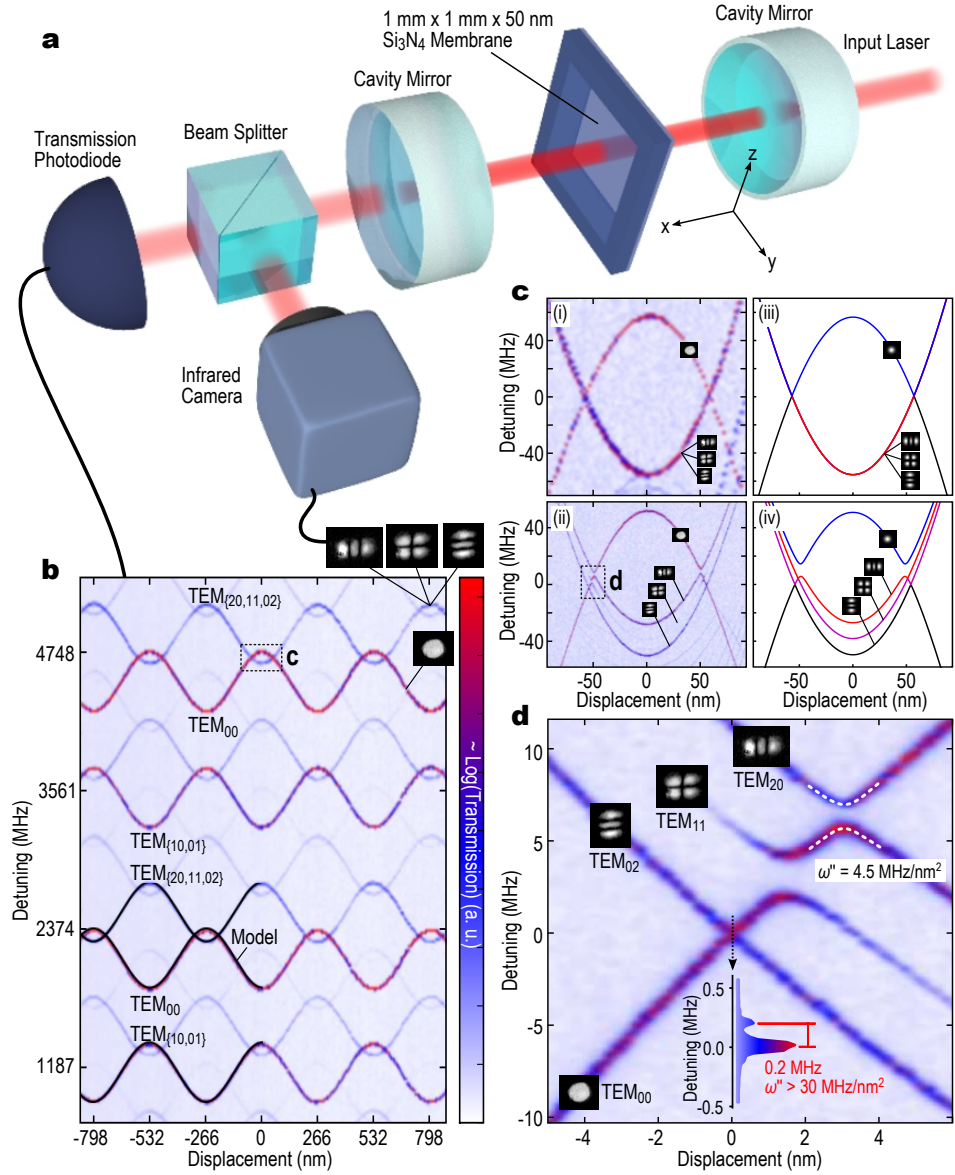 a
1 mm x 1 mm x 50 nm
Si₃N₄ Membrane
Cavity Mirror
Input Laser
Cavity Mirror
Beam Splitter
Transmission
Photodiode
z
x
y
Infrared
Camera
c
(i)
(iii)
Detuning (MHz)
40
0
-40
(ii)
(iv)
d
Detuning (MHz)
40
0
-40
-50
0
50
-50
0
50
Displacement (nm)
Displacement (nm)
b
TEM{20,11,02}
c
TEM00
TEM{10,01}
TEM{20,11,02}
Model
TEM00
TEM{10,01}
4748
3561
2374
1187
Detuning (MHz)
-798
-532
-266
0
266
532
798
Displacement (nm)
~ Log(Transmission) (a. u.)
d
TEM20
TEM11
TEM02
TEM00
ω" = 4.5 MHz/nm²
10
5
0
-5
-10
Detuning (MHz)
0.5
0.0
-0.5
Detuning (MHz)
0.2 MHz
ω" > 30 MHz/nm²
-4
-2
0
2
4
Displacement (nm)